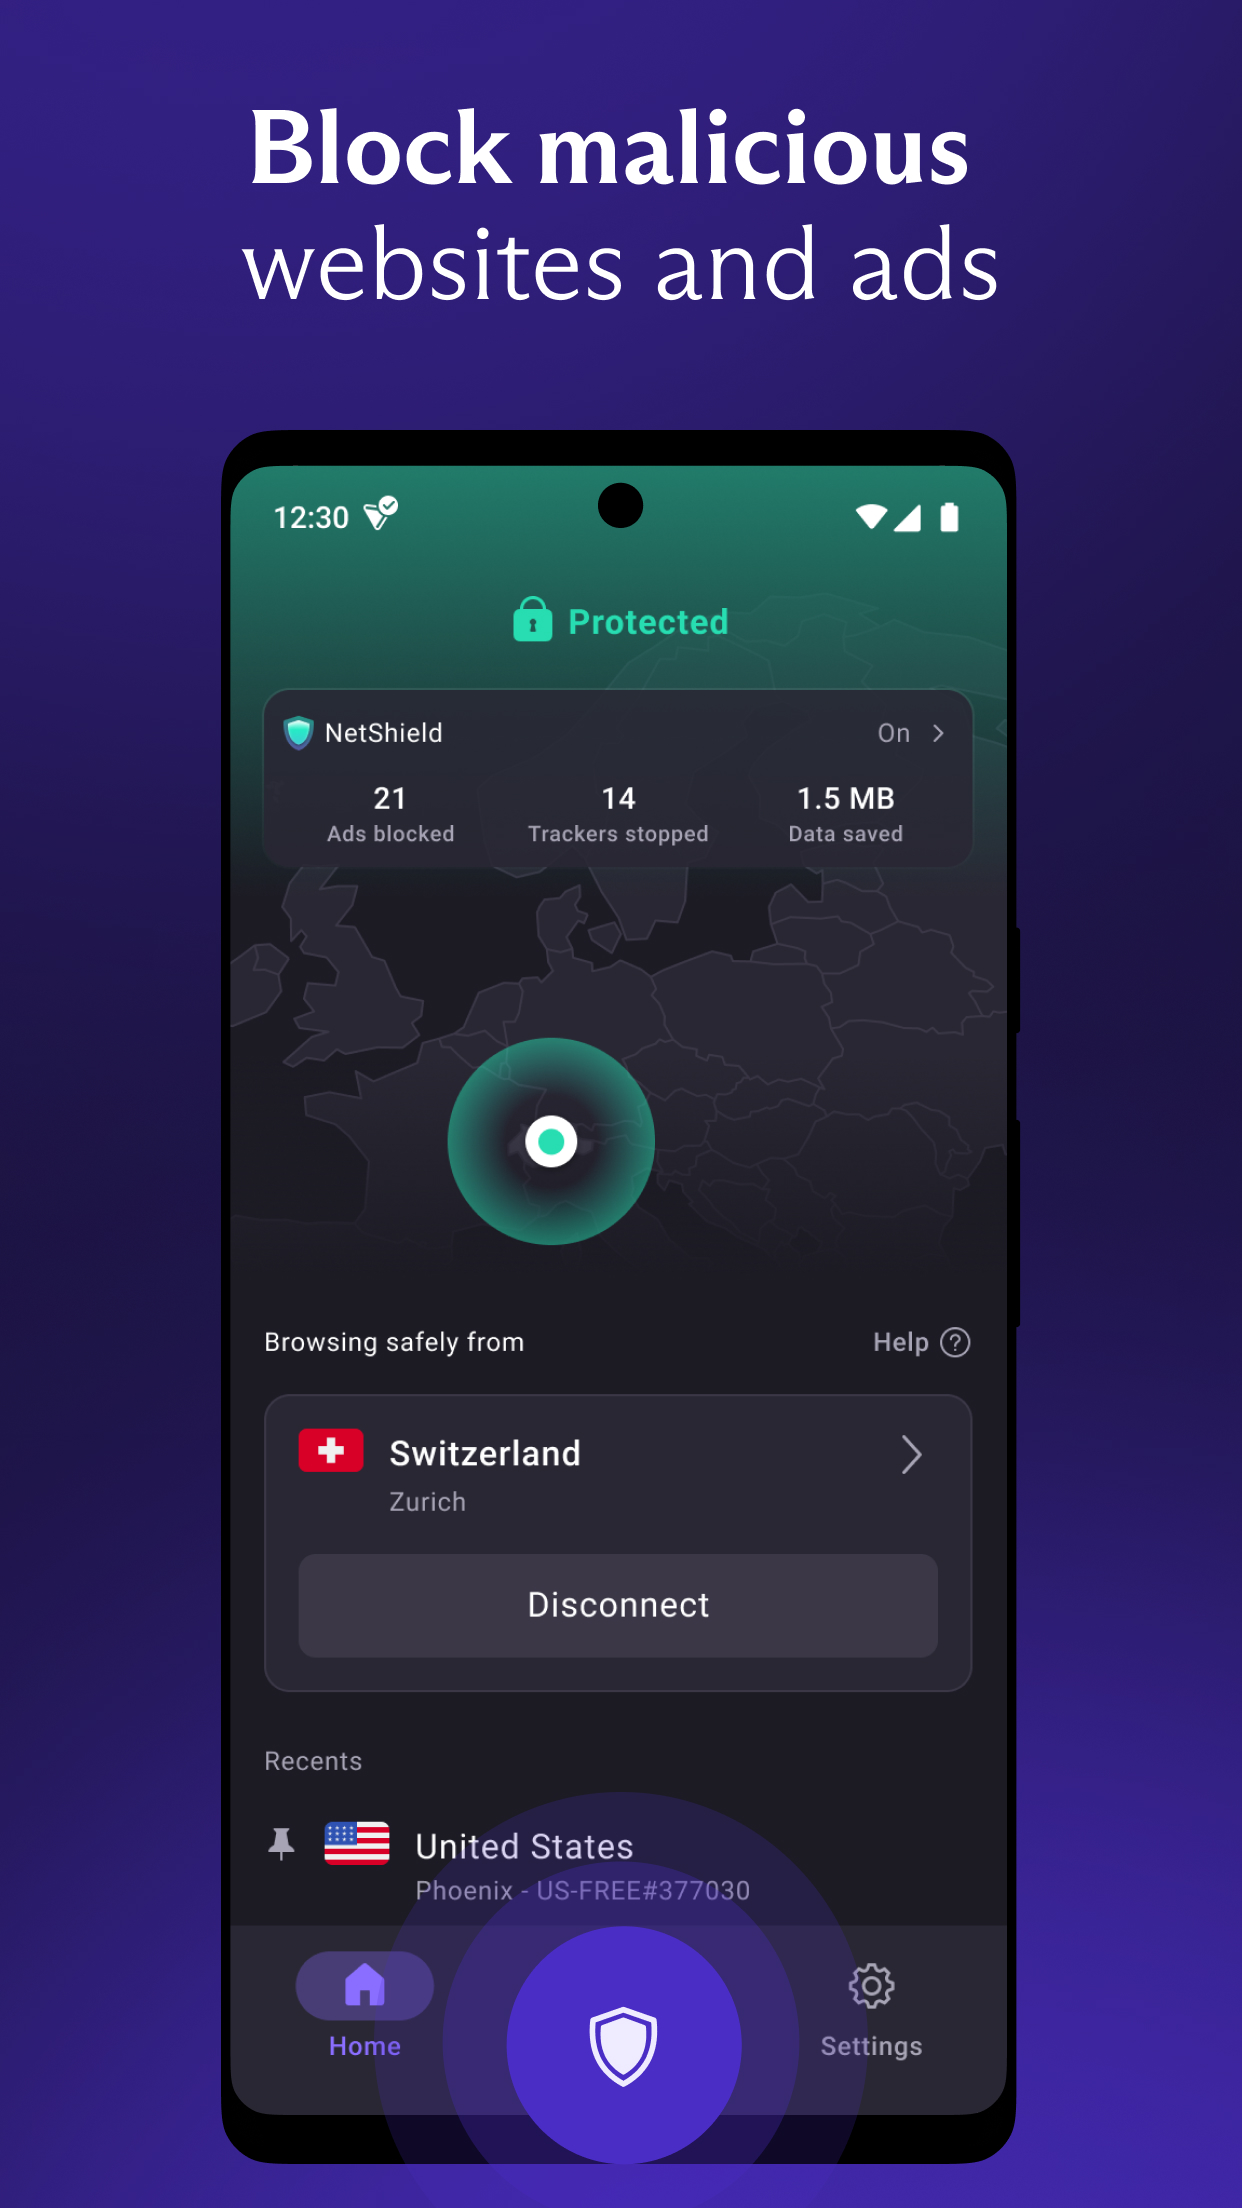 Block malicious
websites and ads
12:30
Protected
NetShield
On
21
14
1.5 MB
Ads blocked
Trackers stopped
Data saved
Browsing safely from
Help ?
Switzerland
Zurich
Disconnect
Recents
United States
Phoenix - US-FREE#377030
Home
Settings